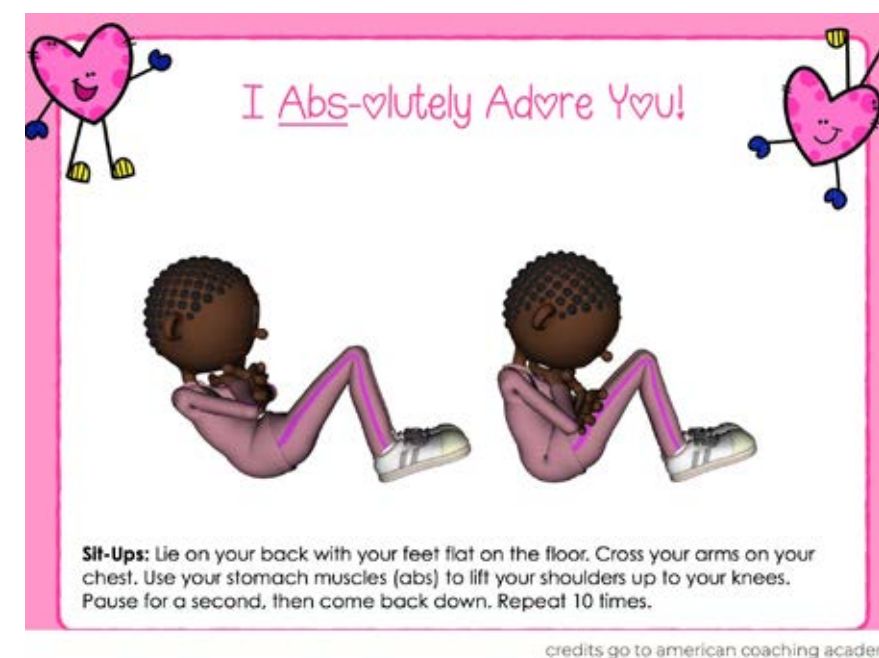 I Abs-olutely Adore You!
Sit-Ups: Lie on your back with your feet flat on the floor. Cross your arms on your
chest. Use your stomach muscles (abs) to lift your shoulders up to your knees.
Pause for a second, then come back down. Repeat 10 times.
credits go to american coaching academ